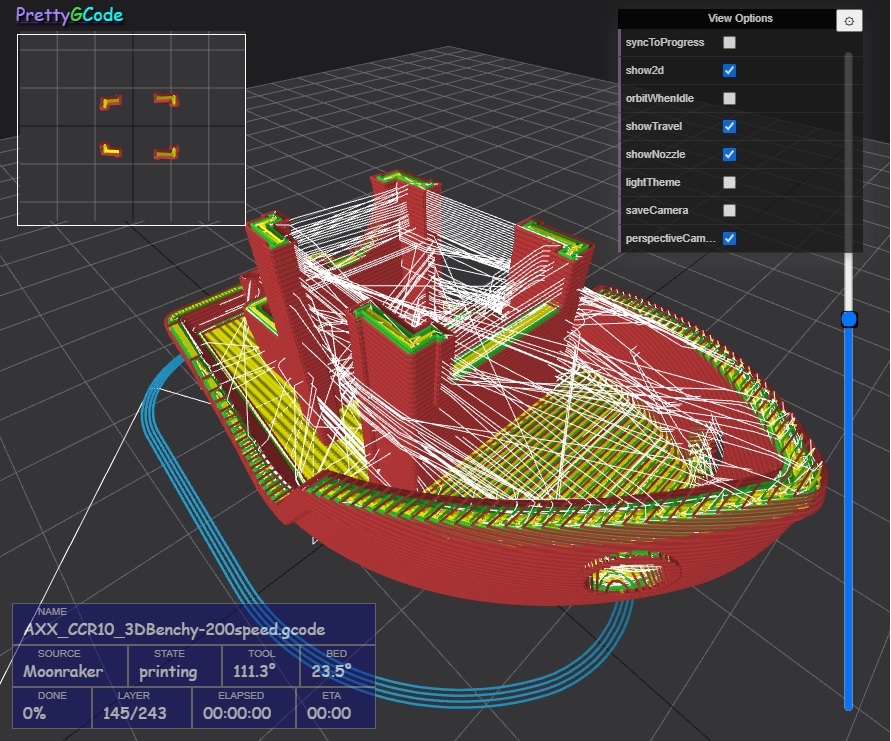 PrettyGCode
View Options
syncToProgress
show2d
orbitWhenIdle
showTravel
showNozzle
lightTheme
saveCamera
perspectiveCam...
NAME
AXX_CCR10_3DBenchy-200speed.gcode
SOURCE STATE TOOL BED
Moonraker printing 111.3° 23.5°
DONE LAYER ELAPSED ETA
0% 145/243 00:00:00 00:00